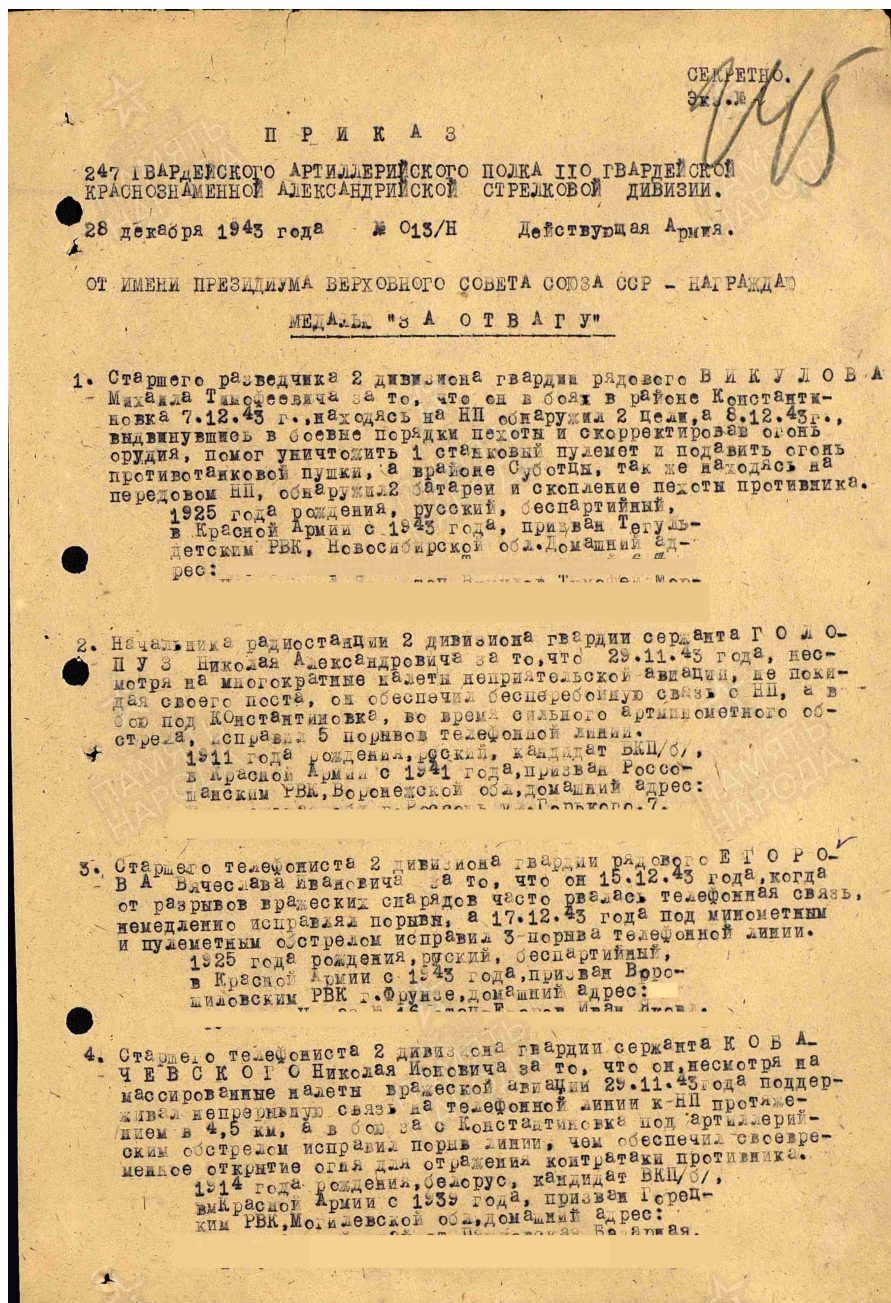 СЕКРЕТНО.
Экз.№
145
П Р И К А З
247 ГВАРДЕЙСКОГО АРТИЛЛЕРИЙСКОГО ПОЛКА IIO ГВАРДЕЙСКОЙ
КРАСНОЗНАМЕННОЙ АЛЕКСАНДРИЙСКОЙ СТРЕЛКОВОЙ ДИВИЗИИ.
28 декабря 1943 года № 013/Н Действующая Армия.
ОТ ИМЕНИ ПРЕЗИДИУМА ВЕРХОВНОГО СОВЕТА СОЮЗА ССР - НАГРАЖДАЮ
МЕДАЛЬЮ "З А О Т В А Г У"
1. Старшего разведчика 2 дивизиона гвардии рядового В И К У Л О В А
Михаила Тимофеевича за то, что он в боях в районе Константи-
новка 7.12.43 г.,находясь на НП обнаружил 2 цели,а 8.12.43г.,
выдвинувшись в боевые порядки пехоты и скорректировав огонь
орудия, помог уничтожить 1 станковый пулемет и подавить огонь
противотанковой пушки, а врайоне Суботцы, так же находясь на
передовом НП, обнаружил2 батареи и скопление пехоты противника.
1925 года рождения, русский, беспартийный,
в Красной Армии с 1943 года, призван Тегуль-
детским РВК, Новосибирской обл.Домашний ад-
рес:
2. Начальника радиостанции 2 дивизиона гвардии сержанта Г О Л О-
П У З Николая Александровича за то,что 29.11.43 года, нес-
мотря на многократные налеты неприятельской авиации, не поки-
дая своего поста, он обеспечил бесперебойную связь с НП, а в
бою под КОнстантиновка, во время сильного артминометного об-
стрела, исправил 5 порывов телефонной линии.
1911 года рождения,рский, кандидат ВКП/б/,
в Красной Армии с 1941 года,призван Россо-
шанским РВК,Воронежской обл,домашний адрес:
ул.Горького.7.
3. Старшего телефониста 2 дивизиона гвардии рядового Е Г О Р О-
В А Вячеслава Ивановича за то, что он 15.12.43 года,когда
от разрывов вражеских снарядов часто рвалась телефонная связь,
немедленно исправлял порывы, а 17.12.43 года под минометным
и пулеметным обстрелом исправил 3 порыва телефонной линии.
1925 года рождения,руский, беспартийный,
в Красной Армии с 1943 года,призван Воро-
шиловским РВК г.Фрунзе,домашний адрес:
4. Старшего телефониста 2 дивизиона гвардии сержанта К О В А-
Ч Е В С К О Г О Николая Ионовича за то, что он,несмотря на
массированные налеты вражеской авиации 29.11.43года поддер-
живал непрерывную связь на телефонной линии к НП протяже-
нием в 4,5 км, а в бою за с Константиновка под артиллерий-
ским обстрелом исправил порыв линии, чем обеспечил своевре-
менное открытие огня для отражения контратаки противника.
1914 года рождения,белорус, кандидат ВКП/б/,
вмКрасной Армии с 1939 года, призван Горец-
ким РВК,Могилевской обл,домашний адрес: